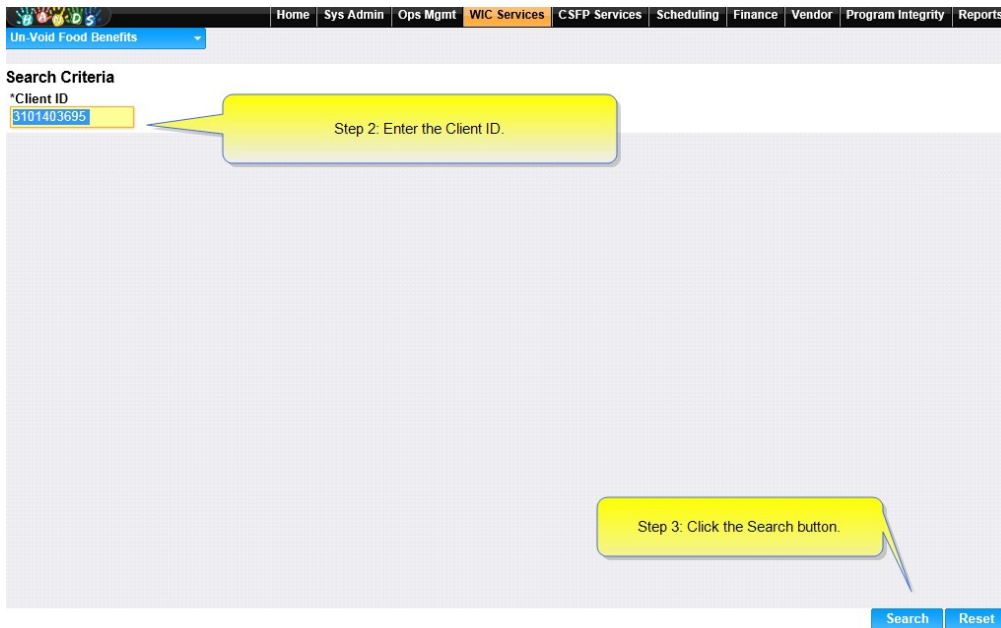 HANDS
Home Sys Admin Ops Mgmt WIC Services CSFP Services Scheduling Finance Vendor Program Integrity Reports
Un-Void Food Benefits
Search Criteria
*Client ID
3101403695
Step 2: Enter the Client ID.
Step 3: Click the Search button.
Search Reset